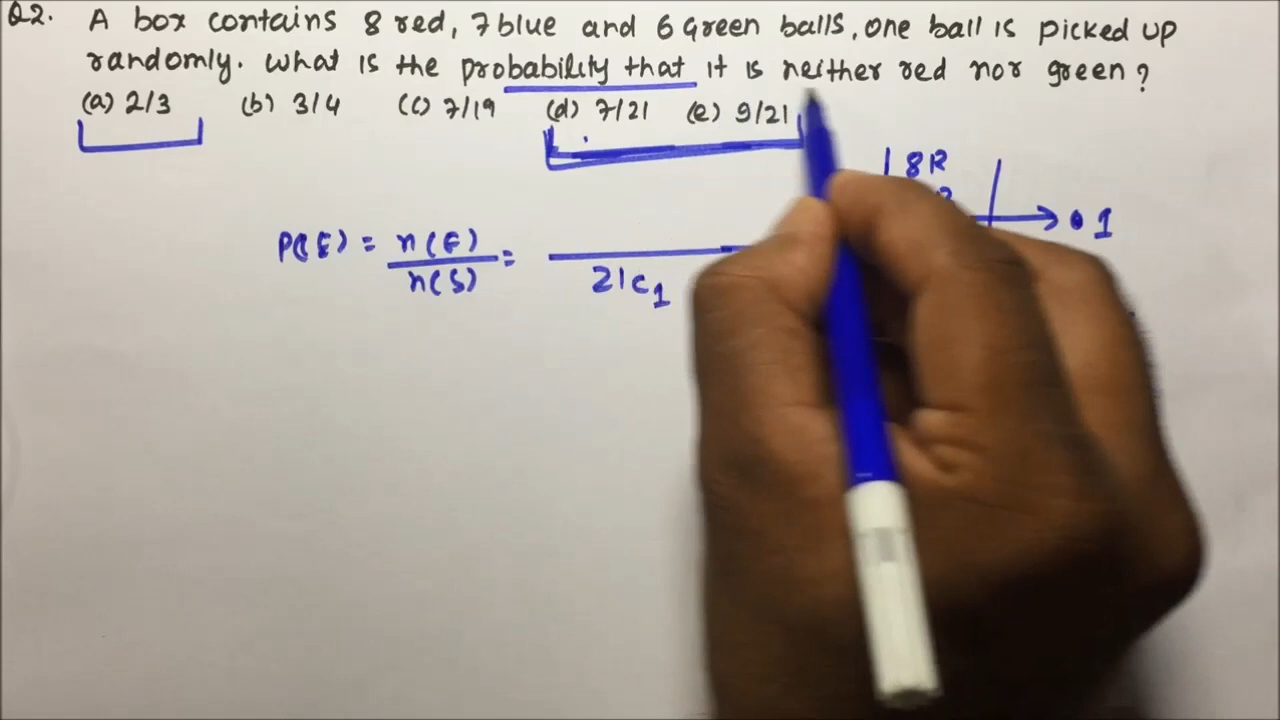 Q2. A box contains 8 red, 7 blue and 6 Green balls, one ball is picked up
randomly. What is the probability that it is neither red nor green?
(a) 2/3 (b) 3/4 (c) 7/19 (d) 7/21 (e) 9/21
8R
1
P(E) = n(E) / n(S) = 21c1